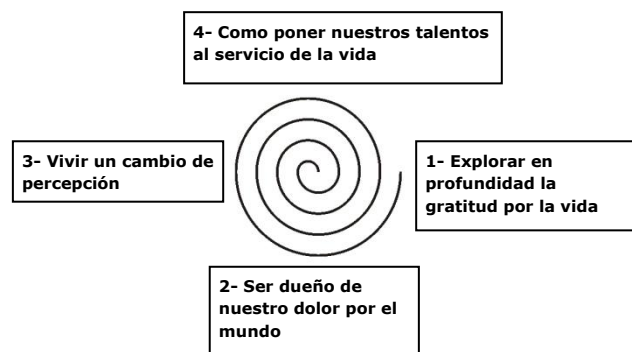 4- Como poner nuestros talentos
al servicio de la vida
3- Vivir un cambio de
percepción
1- Explorar en
profundidad la
gratitud por la vida
2- Ser dueño de
nuestro dolor por el
mundo